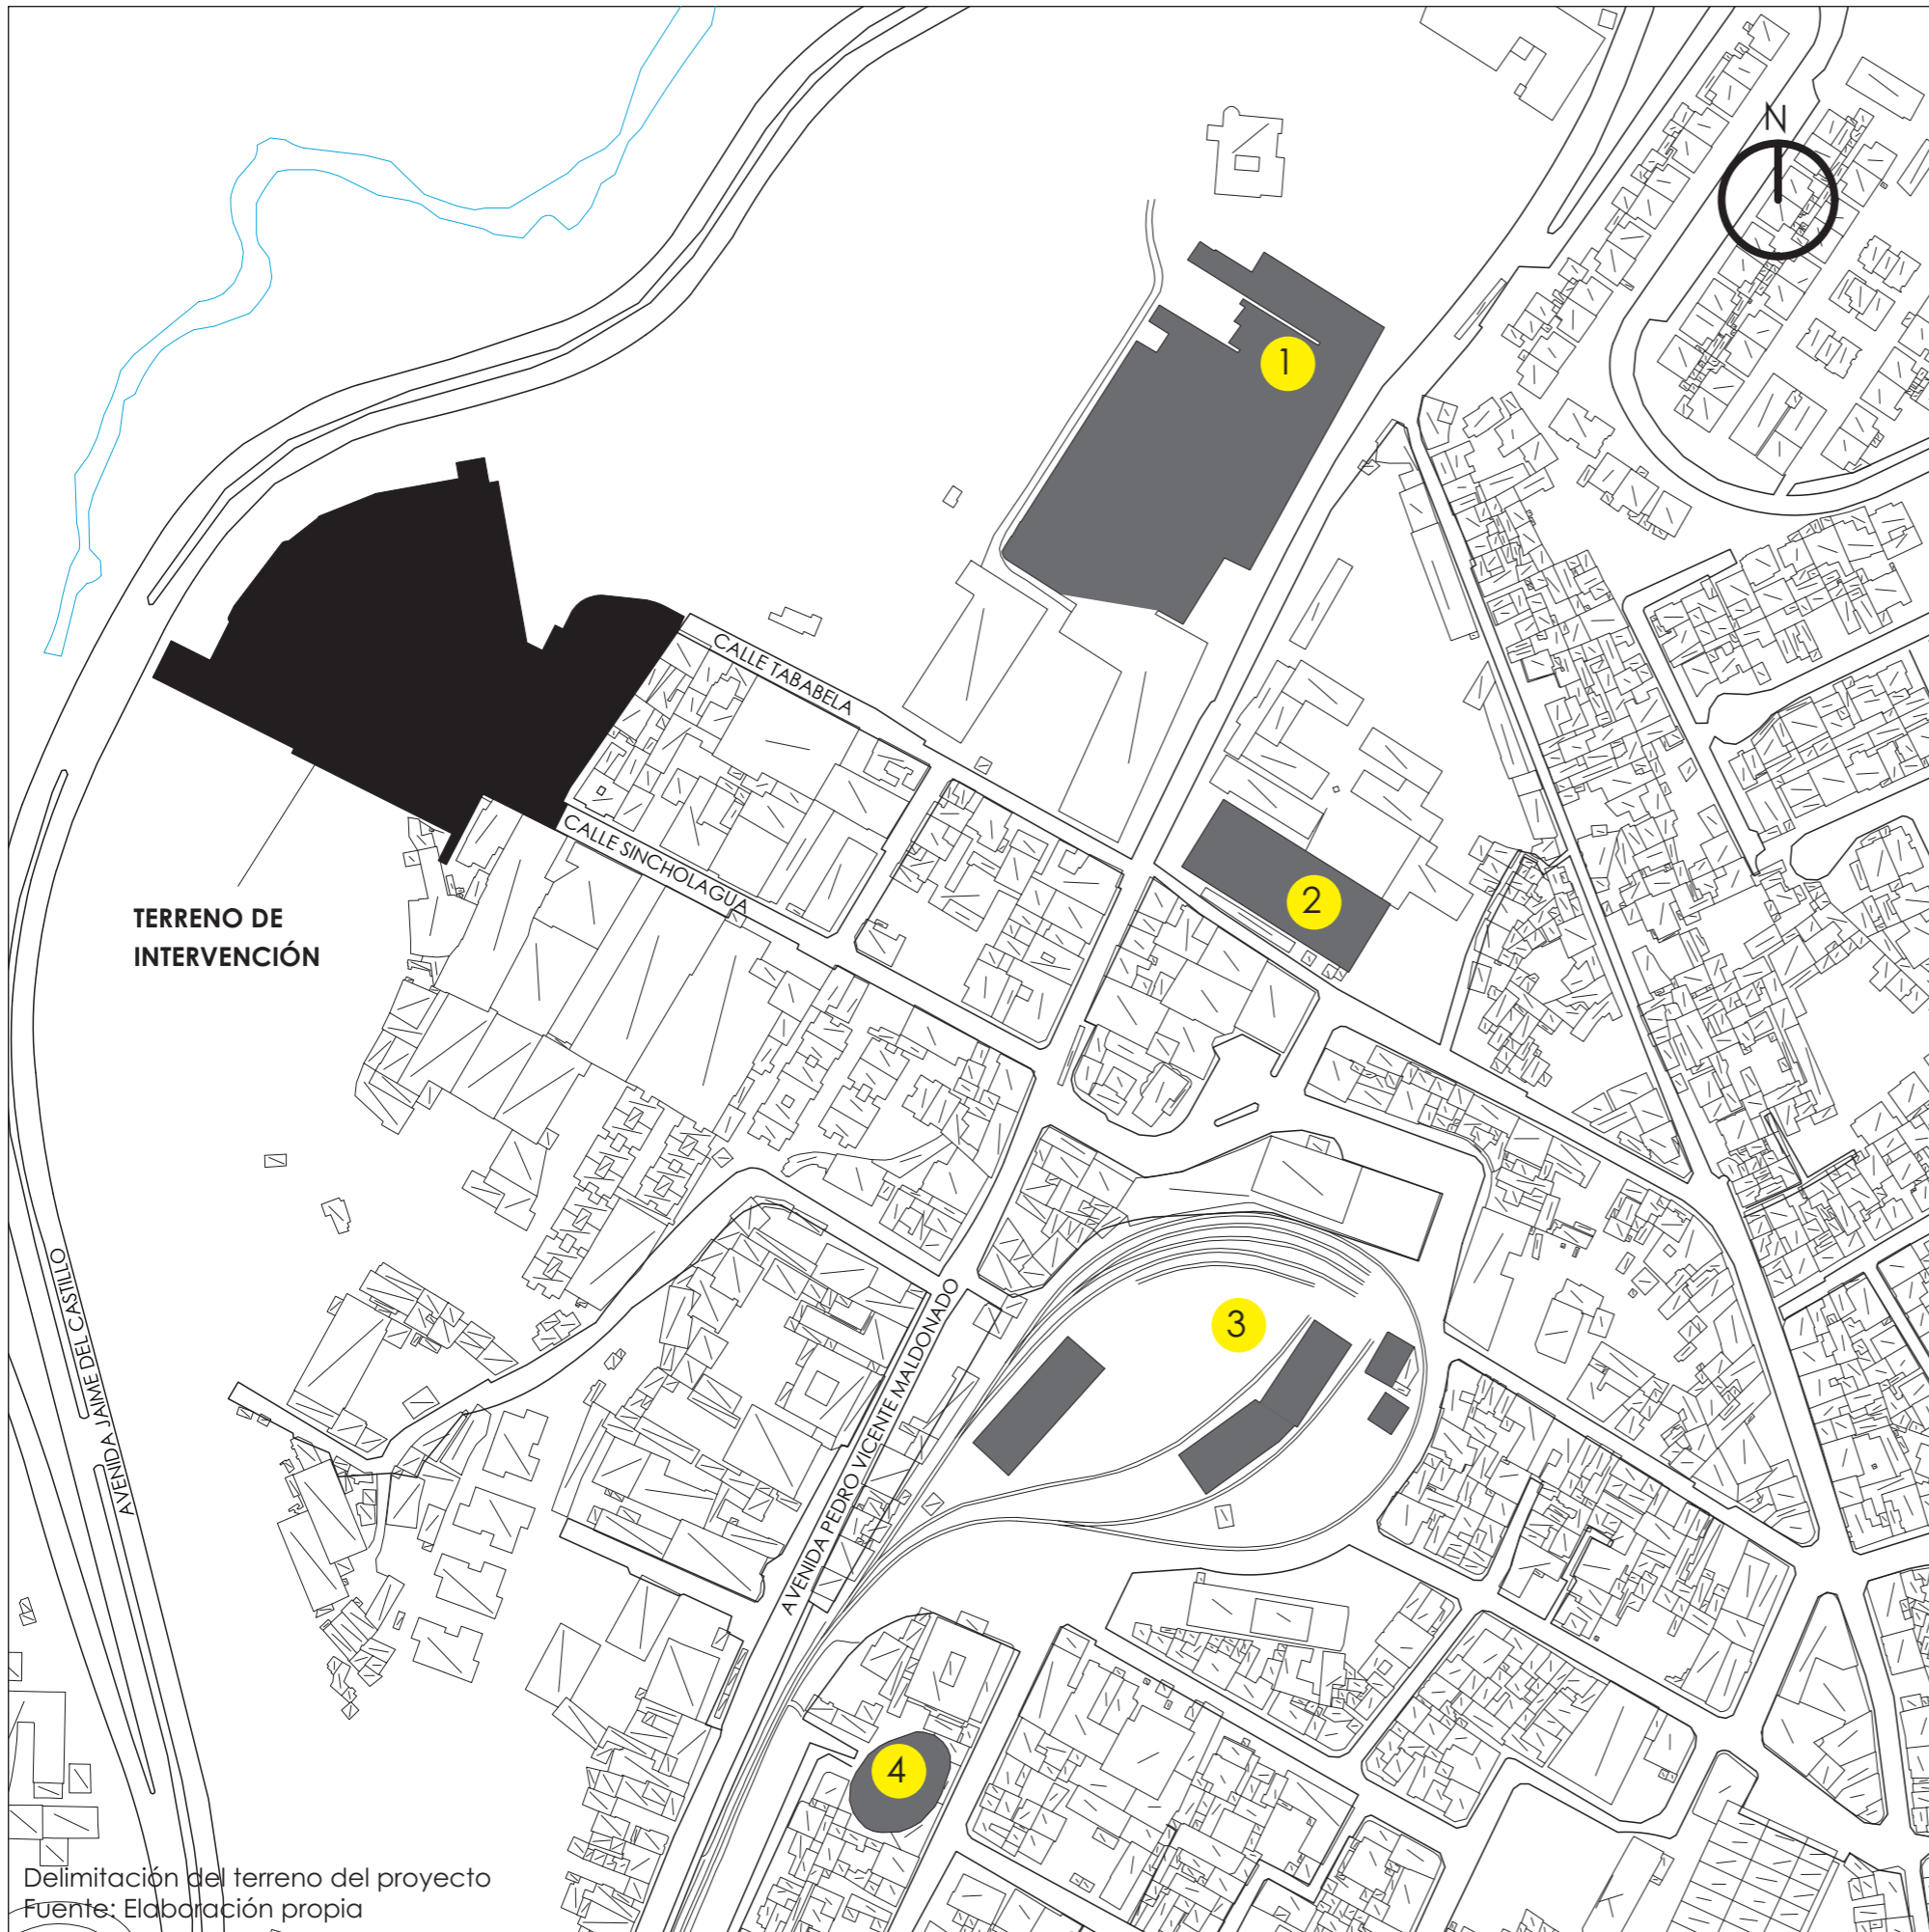 N
1
CALLE TABABELA
CALLE SINCHOLAGUA
2
TERRENO DE
INTERVENCIÓN
AVENIDA JAIME DEL CASTILLO
AVENIDA PEDRO VICENTE MALDONADO
3
4
Delimitación del terreno del proyecto
Fuente: Elaboración propia